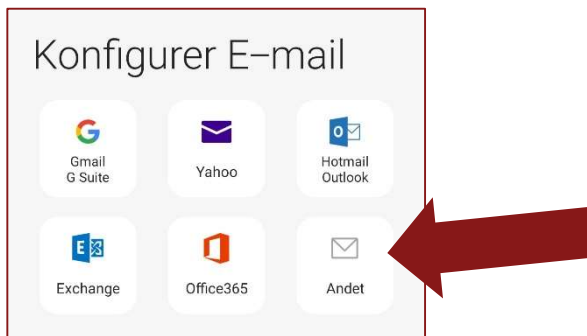 Konfigurer E-mail
Gmail
G Suite
Yahoo
Hotmail
Outlook
Exchange
Office365
Andet